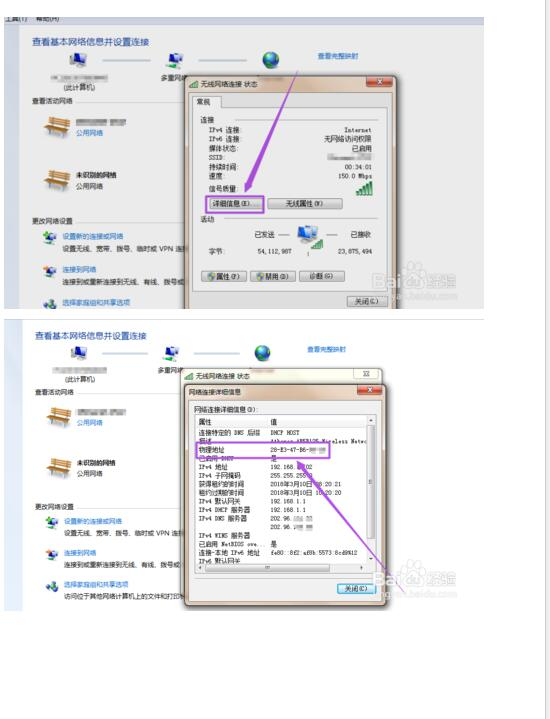 工具(T) 帮助(H)
查看基本网络信息并设置连接
查看完整映射
(此计算机)
多重网络
查看活动网络
公用网络
未识别的网络
公用网络
更改网络设置
设置新的连接或网络
设置无线、宽带、拨号、临时或 VPN 连接
连接到网络
连接到或重新连接到无线、有线、拨号或
选择家庭组和共享选项
无线网络连接 状态
常规
连接
IPv4 连接: Internet
IPv6 连接: 无网络访问权限
媒体状态: 已启用
SSID:
持续时间: 00:34:01
速度: 150.0 Mbps
信号质量:
详细信息(E)... 无线属性(W)
活动
已发送 — — 已接收
字节: 54,112,987 23,875,494
属性(P) 禁用(D) 诊断(G)
关闭(C)
Baidu经验
jingyan.baidu.com
查看基本网络信息并设置连接
查看完整映射
(此计算机)
多重网络
查看活动网络
公用网络
未识别的网络
公用网络
更改网络设置
设置新的连接或网络
设置无线、宽带、拨号、临时或 VPN 连
连接到网络
连接到或重新连接到无线、有线、拨号或
选择家庭组和共享选项
访问位于其他网络计算机上的文件和打印
无线网络连接 状态
网络连接详细信息
网络连接详细信息(D):
属性 值
连接特定的 DNS 后缀 DHCP HOST
描述 Wireless Netwo
物理地址 28-E3-47-B6-
已启用 DHCP 是
IPv4 地址 192.168.
IPv4 子网掩码 255.255.255.
获得租约的时间 2018年3月10日
租约过期的时间 2018年3月10日
IPv4 默认网关 192.168.1.1
IPv4 DHCP 服务器 192.168.1.1
IPv4 DNS 服务器 202.96.
202.96.
IPv4 WINS 服务器
已启用 NetBIOS ove... 是
连接-本地 IPv6 地址
IPv6 默认网关
关闭(C)
Baidu经验
jingyan.baidu.com